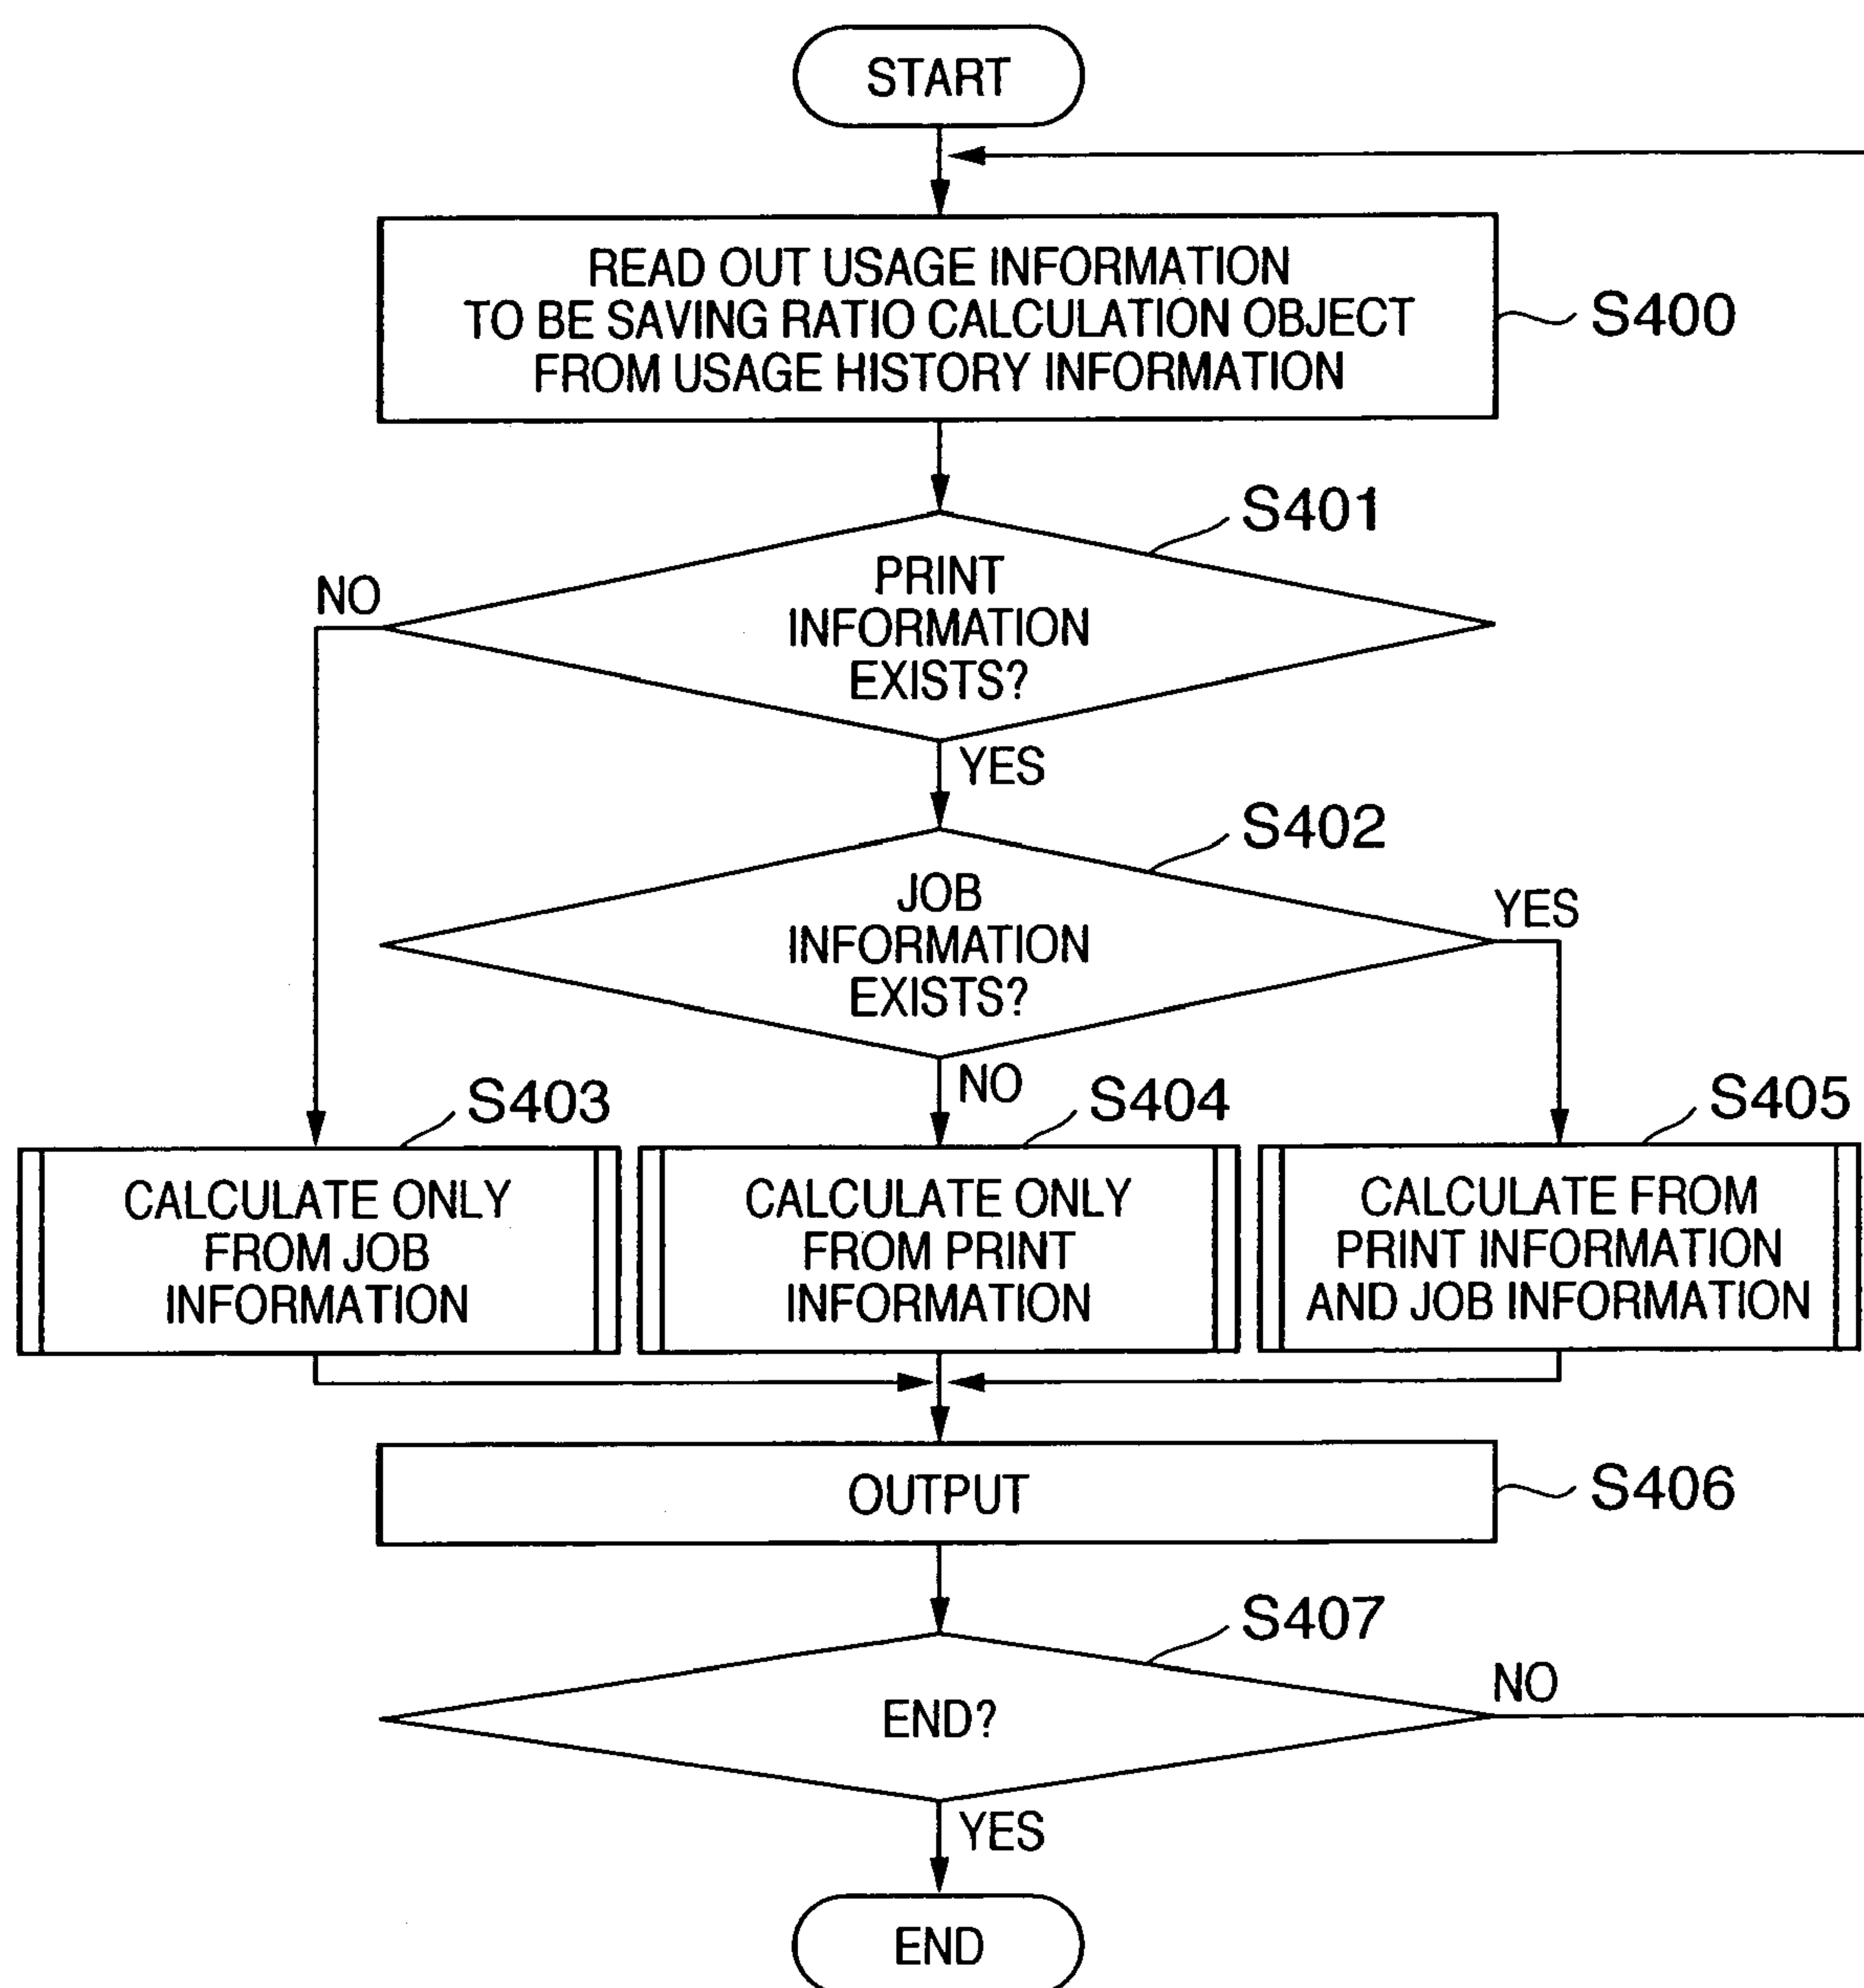 START
READ OUT USAGE INFORMATION
TO BE SAVING RATIO CALCULATION OBJECT
FROM USAGE HISTORY INFORMATION
S400
S401
PRINT
INFORMATION
EXISTS?
NO
YES
S402
JOB
INFORMATION
EXISTS?
YES
NO
S403
CALCULATE ONLY
FROM JOB
INFORMATION
S404
CALCULATE ONLY
FROM PRINT
INFORMATION
S405
CALCULATE FROM
PRINT INFORMATION
AND JOB INFORMATION
OUTPUT
S406
S407
END?
NO
YES
END